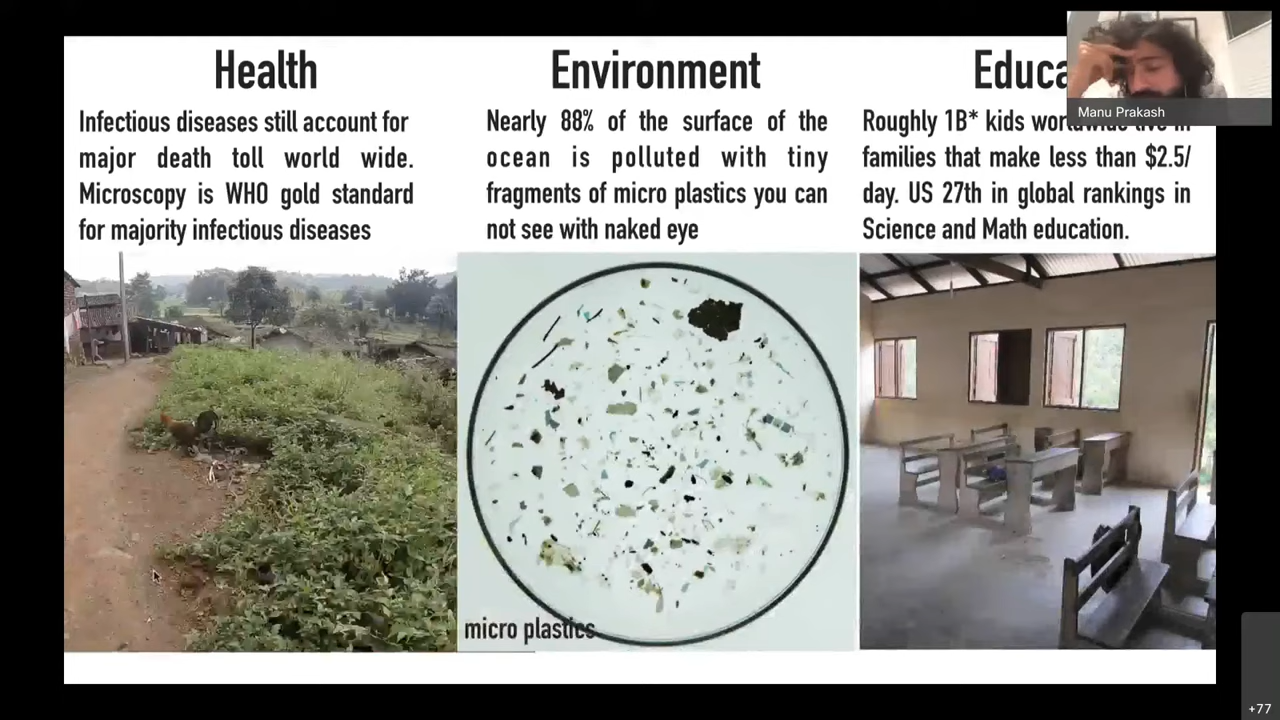 Health
Infectious diseases still account for
major death toll world wide.
Microscopy is WHO gold standard
for majority infectious diseases
Environment
Nearly 88% of the surface of the
ocean is polluted with tiny
fragments of micro plastics you can
not see with naked eye
Educa
Roughly 1B* kids worldwide live in
families that make less than $2.5/
day. US 27th in global rankings in
Science and Math education.
micro plastics
Manu Prakash
+77